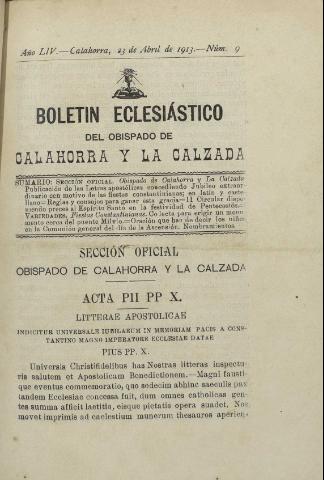 Año LIV.—Calahorra, 23 de Abril de 1913.—Núm. 9
BOLETIN ECLESIÁSTICO
DEL OBISPADO DE
CALAHORRA Y LA CALZADA
SUMARIO: SECCIÓN OFICIAL. Obispado de Calahorra y La Calzada
Publicación de las Letras apostólicas concediendo Jubileo extraor-
dinario con motivo de las fiestas constantinianas; en latín y caste-
llano—Reglas y consejos para ganar esta gracia—II Circular dispo-
niendo preces al Espíritu Santo en la festividad de Pentecostés—
VARIEDADES, Fiestas Constantinianas. Colecta para erigir un monu-
mento cerca del puente Milvio.—Oración que han de decir los niños
en la Comunión general del día de la Ascensión. Nombramientos
SECCIÓN OFICIAL
OBISPADO DE CALAHORRA Y LA CALZADA
ACTA PII PP X.
LITTERAE APOSTOLICAE
INDICITUR UNIVERSALE IUBILAEUM IN MEMORIAM PACIS A CONS-
TANTINO MAGNO IMPERATORE ECCLESIAE DATAE
PIUS PP. X.
Universis Christifidelibus has Nostras litteras inspectu-
ris salutem et Apostolicam Benedictionem.—Magni fausti-
que eventus commemoratio, quo sedecim abhinc saeculis pax
tandem Ecclesiae concessa fuit, dum omnes catholicas gen-
tes summa afficit laetitia, eisque pietatis opera suadet, Nos
movet imprimis ad caelestium munerum thesauros aperien-